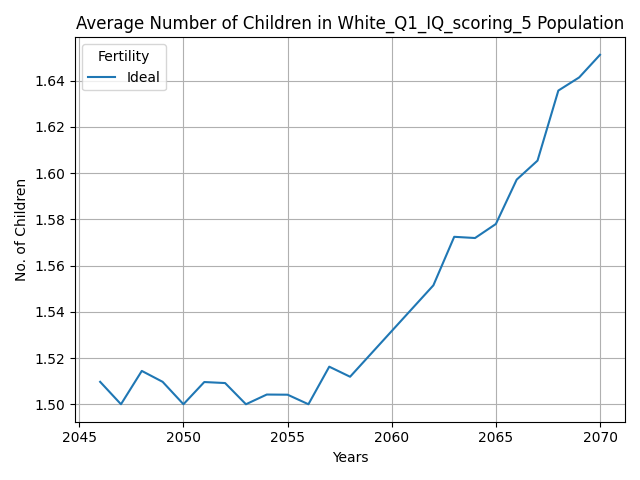 Average Number of Children in White_Q1_IQ_scoring_5 Population
Fertility
Ideal
No. of Children
1.64
1.62
1.60
1.58
1.56
1.54
1.52
1.50
2045 2050 2055 2060 2065 2070
Years